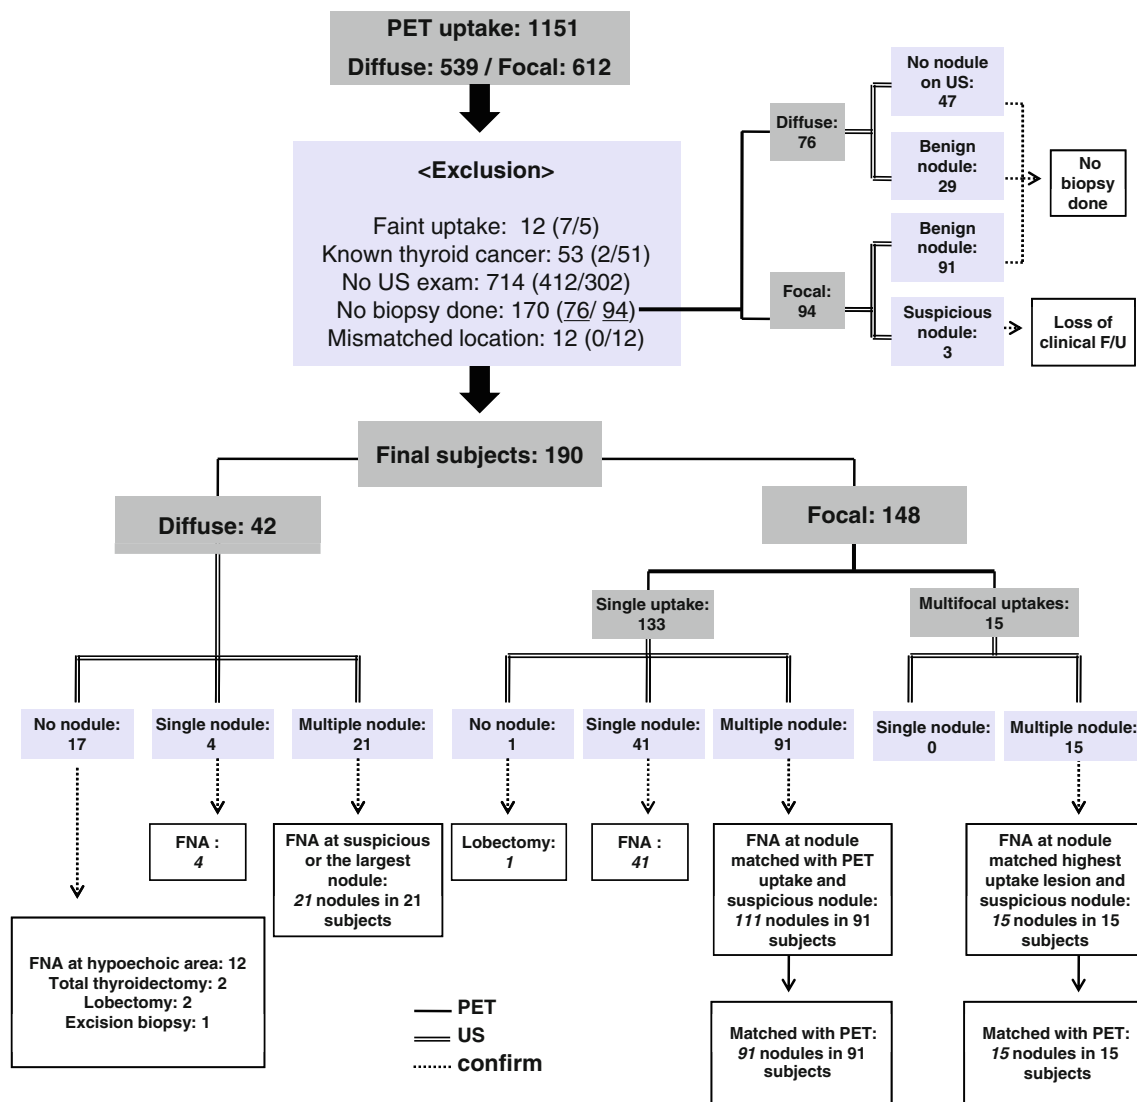 PET uptake: 1151
Diffuse: 539 / Focal: 612
<Exclusion>
Faint uptake: 12 (7/5)
Known thyroid cancer: 53 (2/51)
No US exam: 714 (412/302)
No biopsy done: 170 (76/ 94)
Mismatched location: 12 (0/12)
Diffuse:
76
Focal:
94
No nodule
on US:
47
Benign
nodule:
29
Benign
nodule:
91
Suspicious
nodule:
3
No
biopsy
done
Loss of
clinical F/U
Final subjects: 190
Diffuse: 42
Focal: 148
Single uptake:
133
Multifocal uptakes:
15
No nodule:
17
Single nodule:
4
Multiple nodule:
21
No nodule:
1
Single nodule:
41
Multiple nodule:
91
Single nodule:
0
Multiple nodule:
15
FNA at hypoechoic area: 12
Total thyroidectomy: 2
Lobectomy: 2
Excision biopsy: 1
FNA :
4
FNA at suspicious
or the largest
nodule:
21 nodules in 21
subjects
Lobectomy:
1
FNA :
41
FNA at nodule
matched with PET
uptake and
suspicious nodule:
111 nodules in 91
subjects
FNA at nodule
matched highest
uptake lesion and
suspicious nodule:
15 nodules in 15
subjects
Matched with PET:
91 nodules in 91
subjects
Matched with PET:
15 nodules in 15
subjects
PET
US
confirm